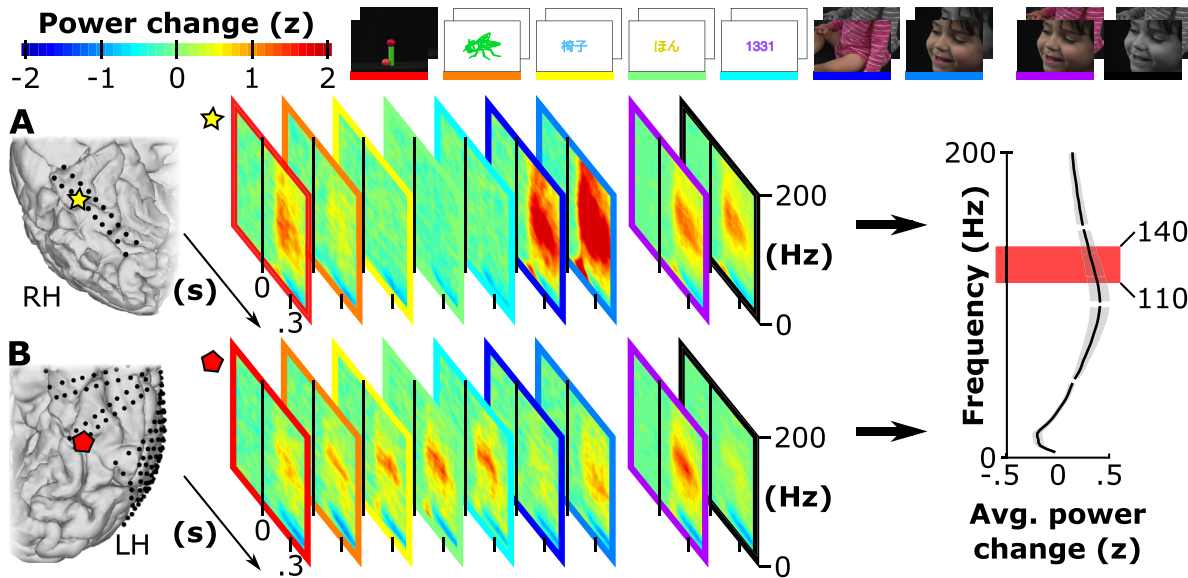 Power change (z)
-2 -1 0 1 2
椅子
ほん
1331
A
RH
(s)
0
.3
200
(Hz)
0
B
LH
(s)
0
.3
200
(Hz)
0
200
Frequency (Hz)
140
110
0
-.5 0 .5
Avg. power
change (z)